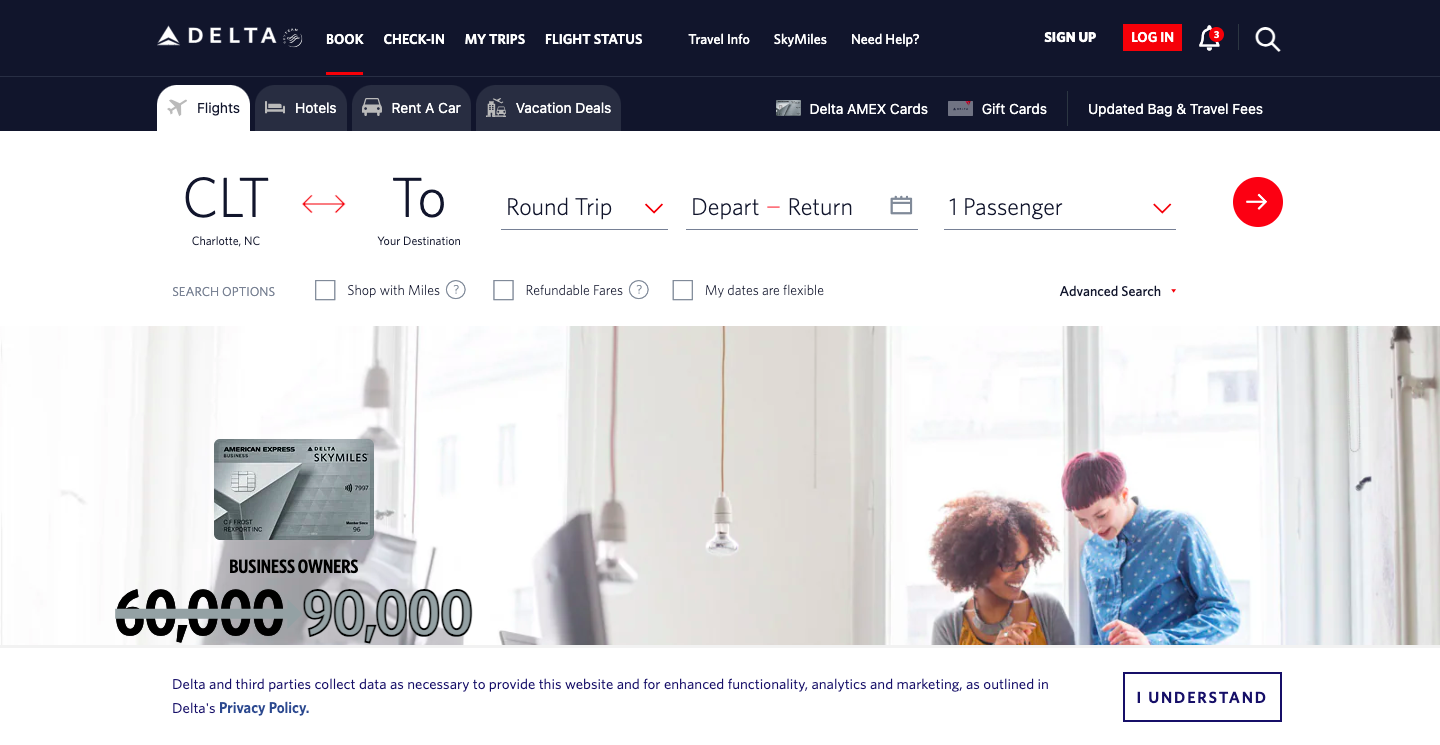 DELTA
BOOK
CHECK-IN
MY TRIPS
FLIGHT STATUS
Travel Info
SkyMiles
Need Help?
SIGN UP
LOG IN
3
Flights
Hotels
Rent A Car
Vacation Deals
Delta AMEX Cards
Gift Cards
Updated Bag & Travel Fees
CLT
Charlotte, NC
To
Your Destination
Round Trip
Depart – Return
1 Passenger
SEARCH OPTIONS
Shop with Miles ?
Refundable Fares ?
My dates are flexible
Advanced Search
AMERICAN EXPRESS
BUSINESS
DELTA
SKYMILES
7997
C F FROST
REXPORT INC
Member Since
96
BUSINESS OWNERS
60,000 90,000
Delta and third parties collect data as necessary to provide this website and for enhanced functionality, analytics and marketing, as outlined in
Delta's Privacy Policy.
I UNDERSTAND